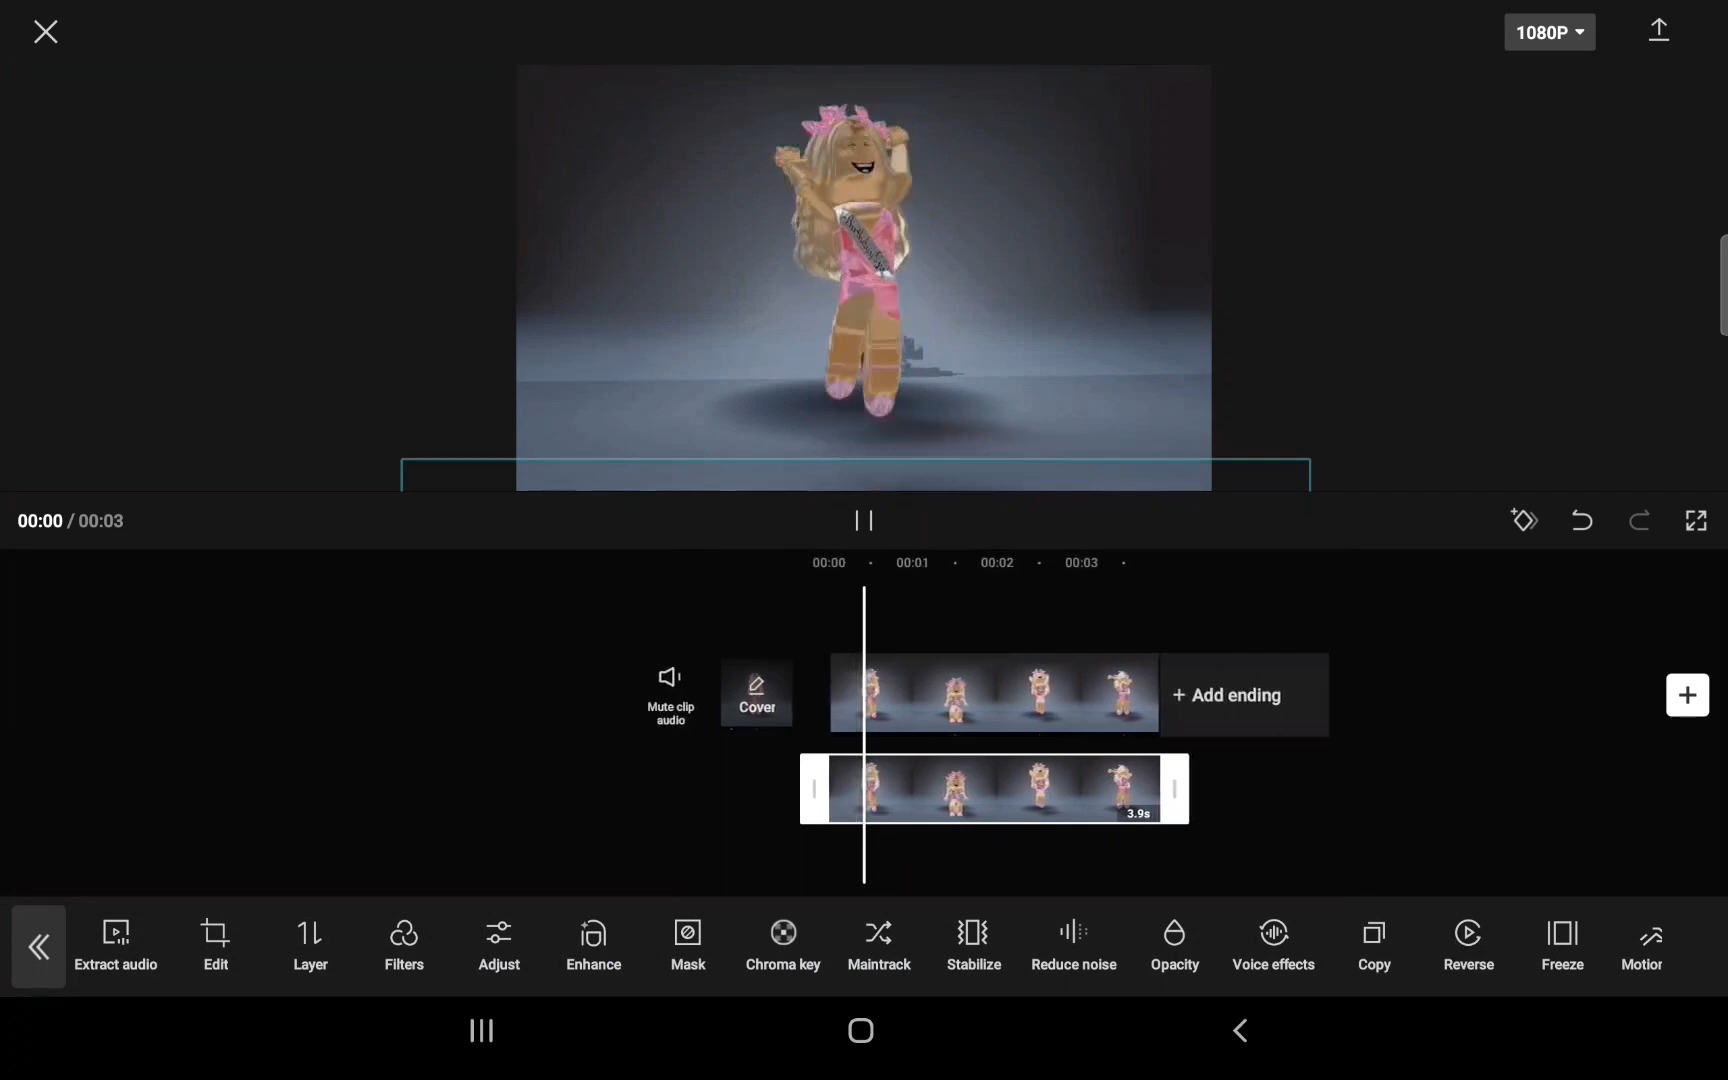 1080P
00:00 / 00:03
00:00 00:01 00:02 00:03
Mute clip
audio
Cover
+ Add ending
3.9s
Extract audio
Edit
Layer
Filters
Adjust
Enhance
Mask
Chroma key
Maintrack
Stabilize
Reduce noise
Opacity
Voice effects
Copy
Reverse
Freeze
Motion